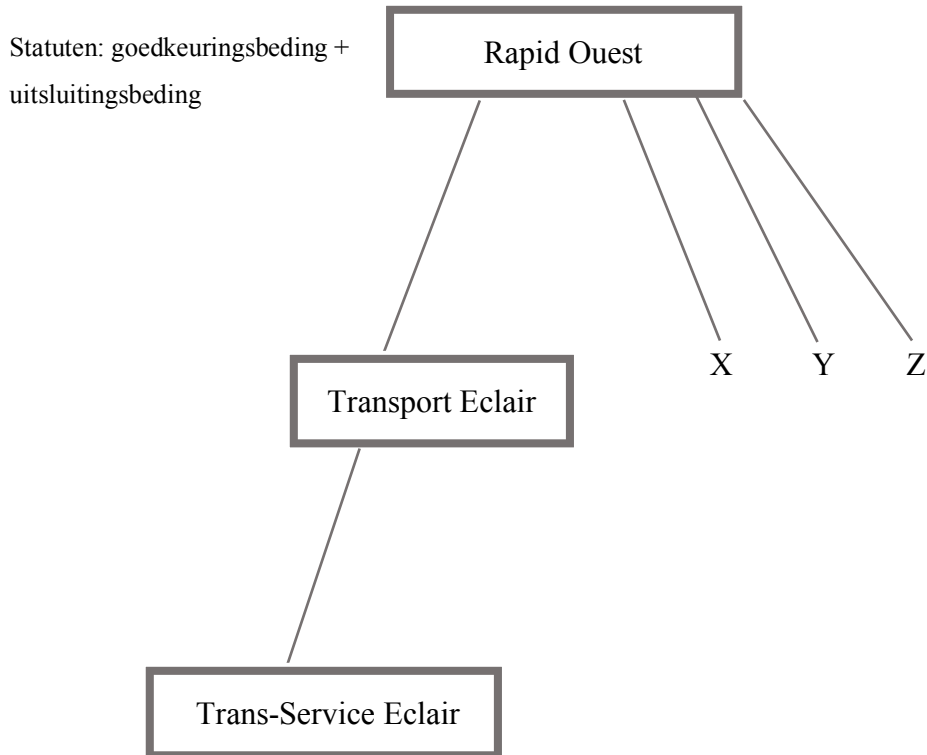 Statuten: goedkeuringsbeding +
uitsluitingsbeding
Rapid Ouest
X Y Z
Transport Eclair
Trans-Service Eclair